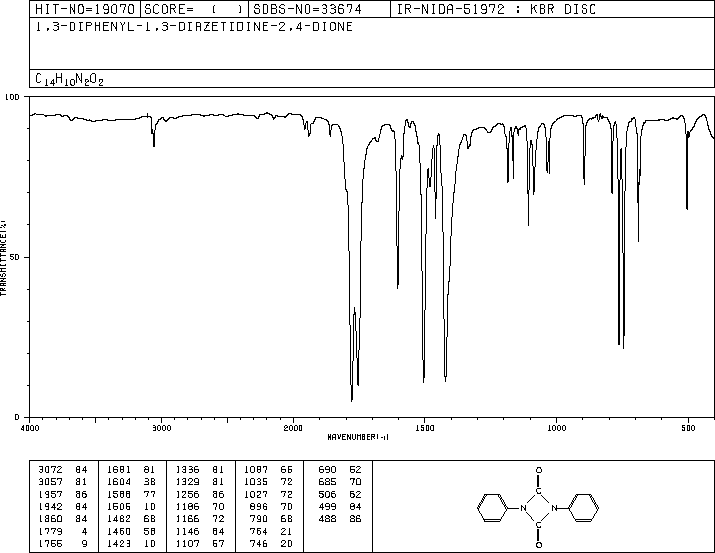 HIT-NO=19070 SCORE= ( ) SDBS-NO=33674 IR-NIDA-51972 : KBR DISC
1,3-DIPHENYL-1,3-DIAZETIDINE-2,4-DIONE
C14H10N2O2
100
50
0
TRANSMITTANCE(%)
4000 3000 2000 1500 1000 500
WAVENUMBER(-1)
3072 84 1681 81 1336 81 1087 66 690 52
3057 81 1604 38 1329 81 1035 72 685 70
1957 86 1588 77 1256 86 1027 72 506 62
1942 84 1506 10 1186 70 896 70 499 84
1860 84 1482 68 1166 72 790 68 488 86
1779 4 1460 58 1146 84 764 21
1755 9 1423 10 1107 57 746 20
O
C
N N
C
O